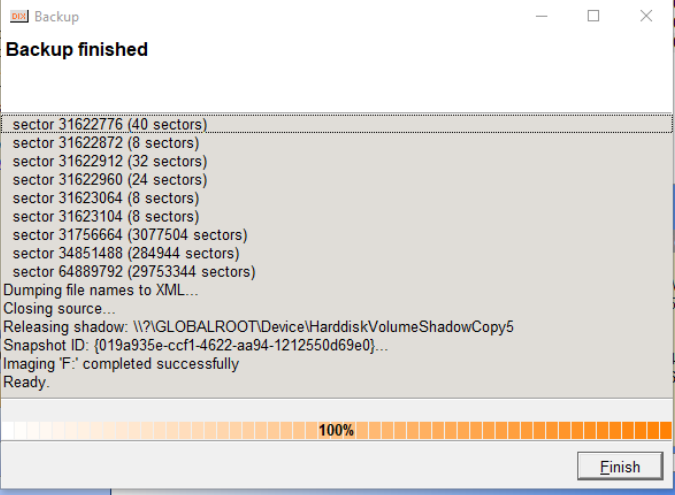 DIX Backup
Backup finished
sector 31622776 (40 sectors)
sector 31622872 (8 sectors)
sector 31622912 (32 sectors)
sector 31622960 (24 sectors)
sector 31623064 (8 sectors)
sector 31623104 (8 sectors)
sector 31756664 (3077504 sectors)
sector 34851488 (284944 sectors)
sector 64889792 (29753344 sectors)
Dumping file names to XML...
Closing source...
Releasing shadow: \\?\GLOBALROOT\Device\HarddiskVolumeShadowCopy5
Snapshot ID: {019a935e-ccf1-4622-aa94-1212550d69e0}...
Imaging 'F:' completed successfully
Ready.
100%
Finish